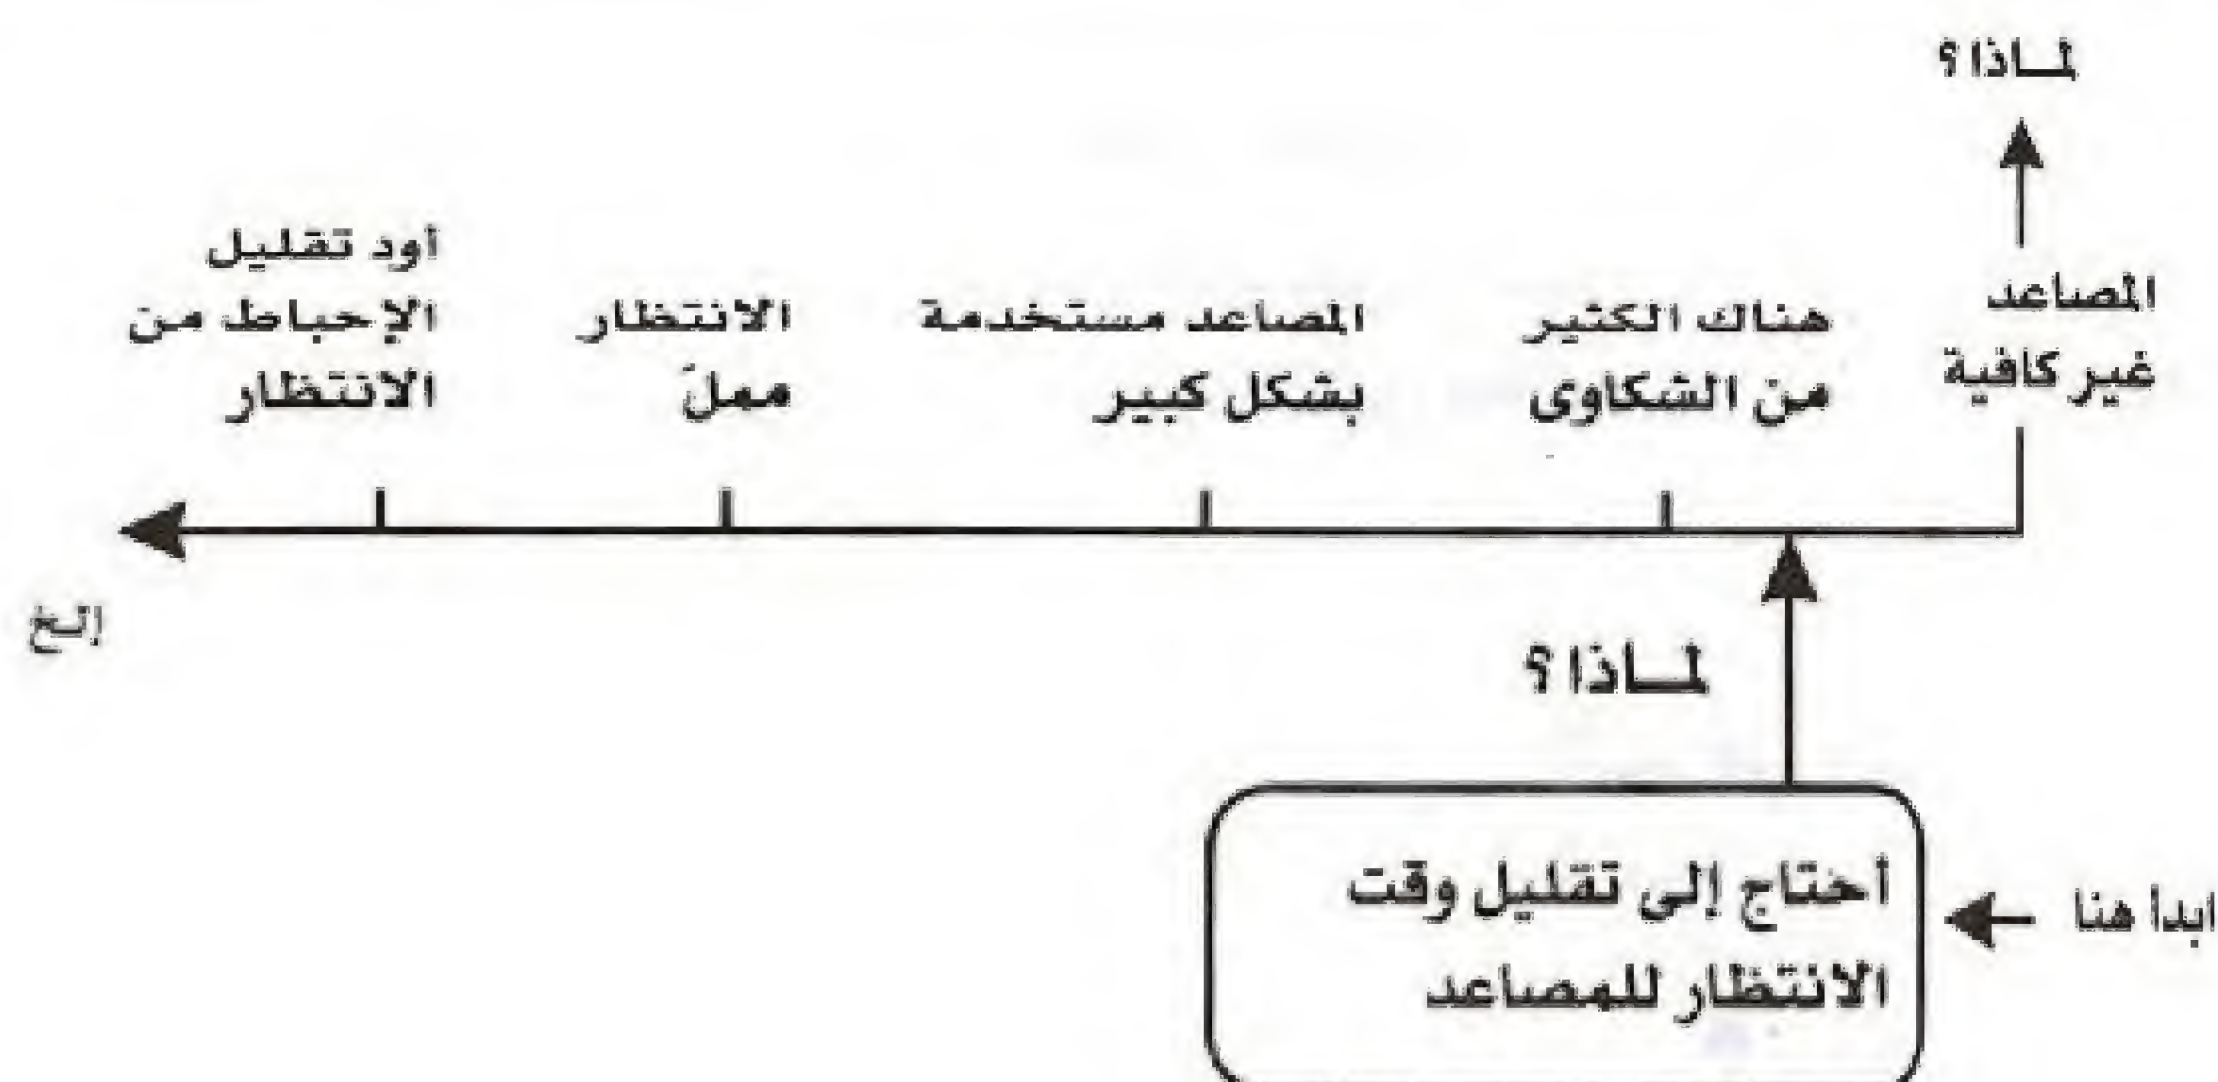 لماذا؟
المصاعد
غير كافية
هناك الكثير
من الشكاوى
المصاعد مستخدمة
بشكل كبير
الانتظار
مملّ
أود تقليل
الإحباط من
الانتظار
إلخ
لماذا؟
أحتاج إلى تقليل وقت
الانتظار للمصاعد
ابدأ هنا